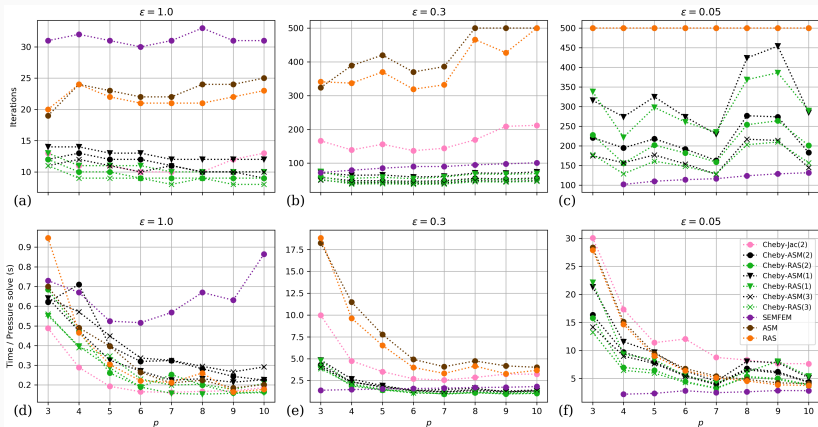 ε = 1.0
ε = 0.3
ε = 0.05
Iterations
30
25
20
15
10
(a)
500
400
300
200
100
(b)
500
450
400
350
300
250
200
150
100
(c)
ε = 1.0
ε = 0.3
ε = 0.05
Time / Pressure solve (s)
0.9
0.8
0.7
0.6
0.5
0.4
0.3
0.2
(d)
3 4 5 6 7 8 9 10
p
17.5
15.0
12.5
10.0
7.5
5.0
2.5
(e)
3 4 5 6 7 8 9 10
p
30
25
20
15
10
5
(f)
3 4 5 6 7 8 9 10
p
Cheby-Jac(2)
Cheby-ASM(2)
Cheby-RAS(2)
Cheby-ASM(1)
Cheby-RAS(1)
Cheby-ASM(3)
Cheby-RAS(3)
SEMFEM
ASM
RAS